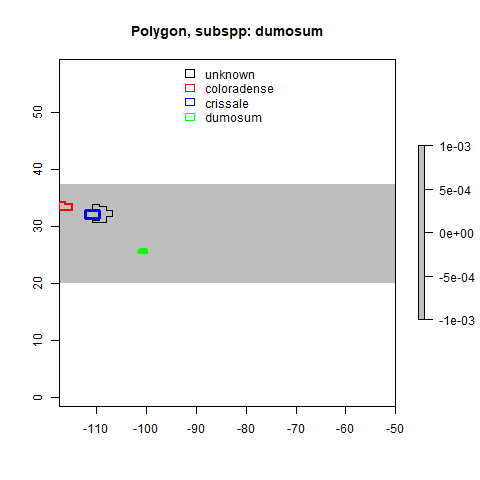 Polygon, subspp: dumosum
unknown
coloradense
crissale
dumosum
50
40
30
20
10
0
-110
-100
-90
-80
-70
-60
-50
1e-03
5e-04
0e+00
-5e-04
-1e-03